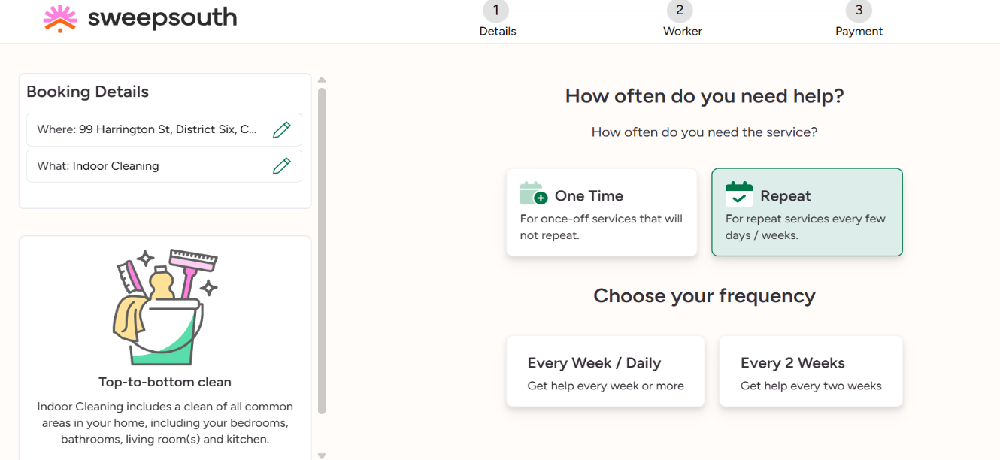 sweepsouth
1
2
3
Details
Worker
Payment
Booking Details
Where: 99 Harrington St, District Six, C...
What: Indoor Cleaning
Top-to-bottom clean
Indoor Cleaning includes a clean of all common
areas in your home, including your bedrooms,
bathrooms, living room(s) and kitchen.
How often do you need help?
How often do you need the service?
One Time
For once-off services that will
not repeat.
Repeat
For repeat services every few
days / weeks.
Choose your frequency
Every Week / Daily
Get help every week or more
Every 2 Weeks
Get help every two weeks